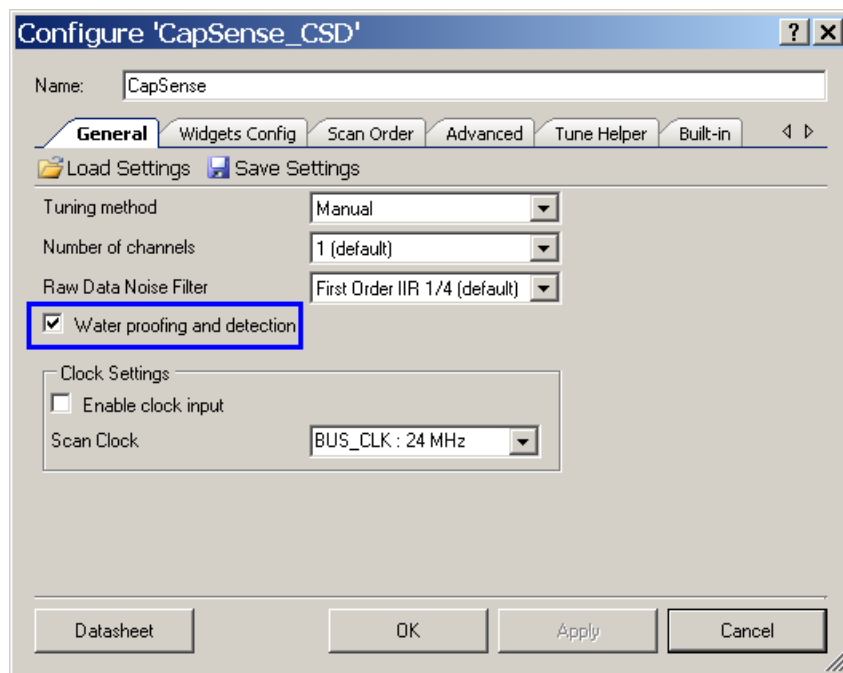 Configure 'CapSense_CSD'
Name: CapSense
General Widgets Config Scan Order Advanced Tune Helper Built-in
Load Settings Save Settings
Tuning method Manual
Number of channels 1 (default)
Raw Data Noise Filter First Order IIR 1/4 (default)
Water proofing and detection
Clock Settings
Enable clock input
Scan Clock BUS_CLK : 24 MHz
Datasheet OK Apply Cancel